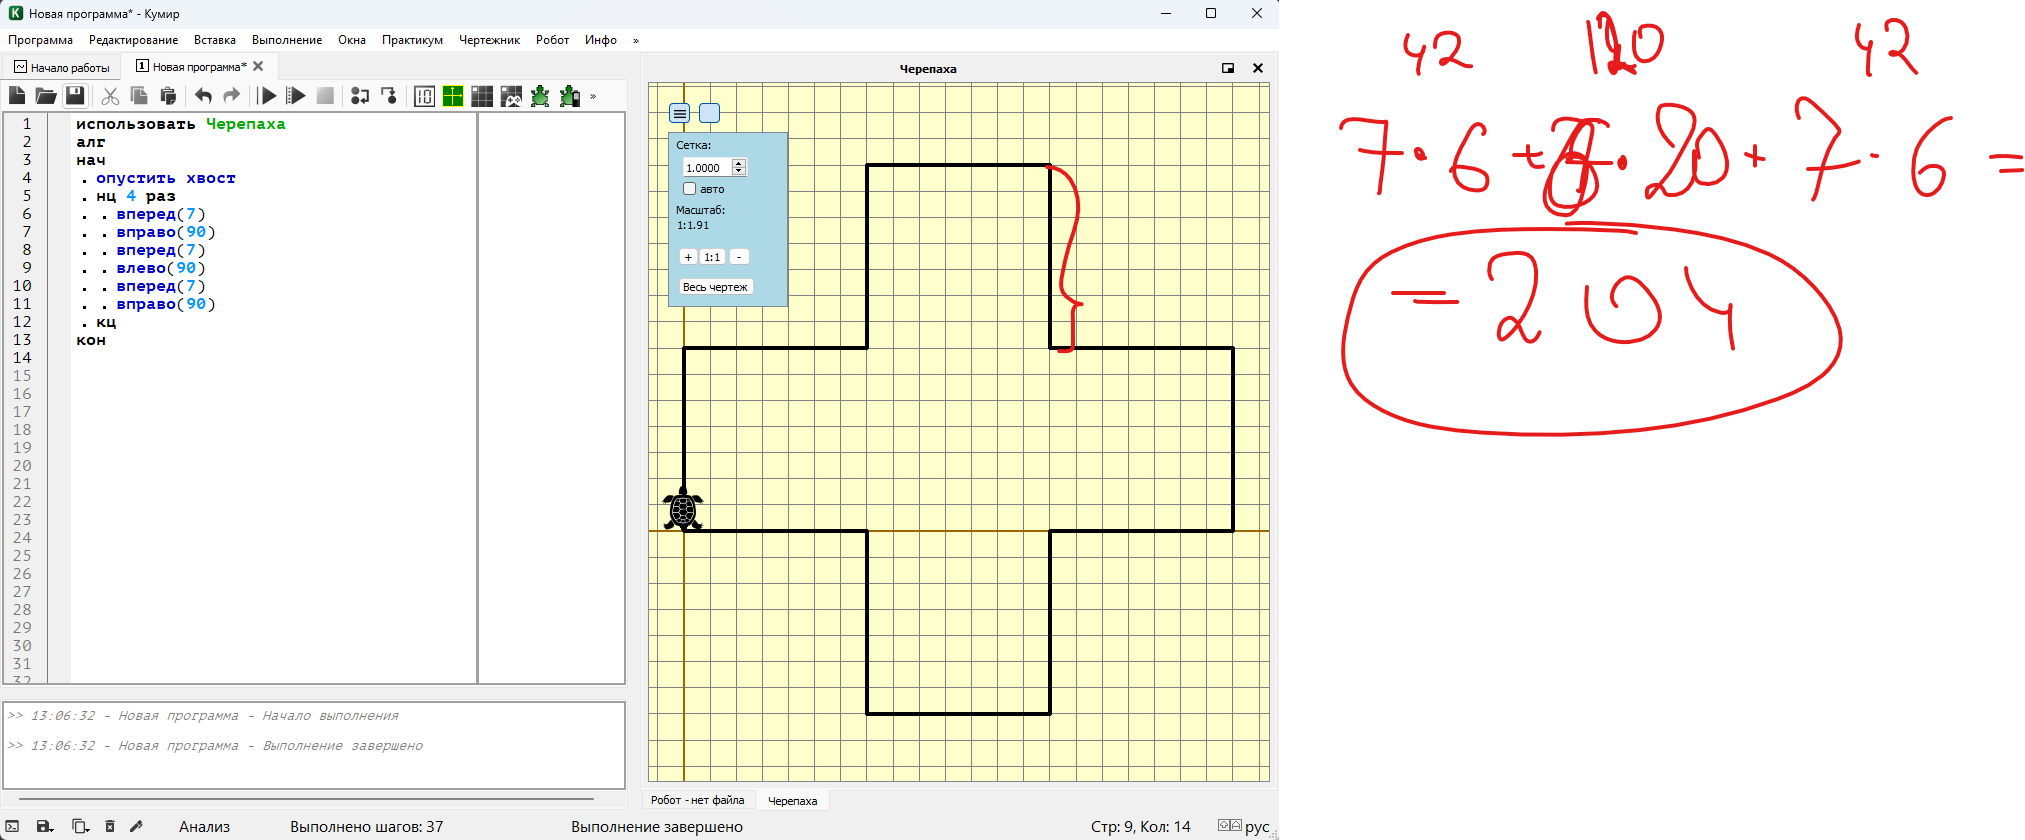 Новая программа* - Кумир
Программа Редактирование Вставка Выполнение Окна Практикум Чертежник Робот Инфо »
Начало работы 1 Новая программа*
»
1 использовать Черепаха
2 алг
3 нач
4 . опустить хвост
5 . нц 4 раз
6 . . вперед(7)
7 . . вправо(90)
8 . . вперед(7)
9 . . влево(90)
10 . . вперед(7)
11 . . вправо(90)
12 . кц
13 кон
14
15
16
17
18
19
20
21
22
23
24
25
26
27
28
29
30
31
32
>> 13:06:32 - Новая программа - Начало выполнения
>> 13:06:32 - Новая программа - Выполнение завершено
Черепаха
Сетка:
1.0000
авто
Масштаб:
1:1.91
+ 1:1 -
Весь чертеж
Робот - нет файла Черепаха
Анализ Выполнено шагов: 37 Выполнение завершено Стр: 9, Кол: 14 рус
42 120 42
7·6 + ·20 + 7·6 =
= 204